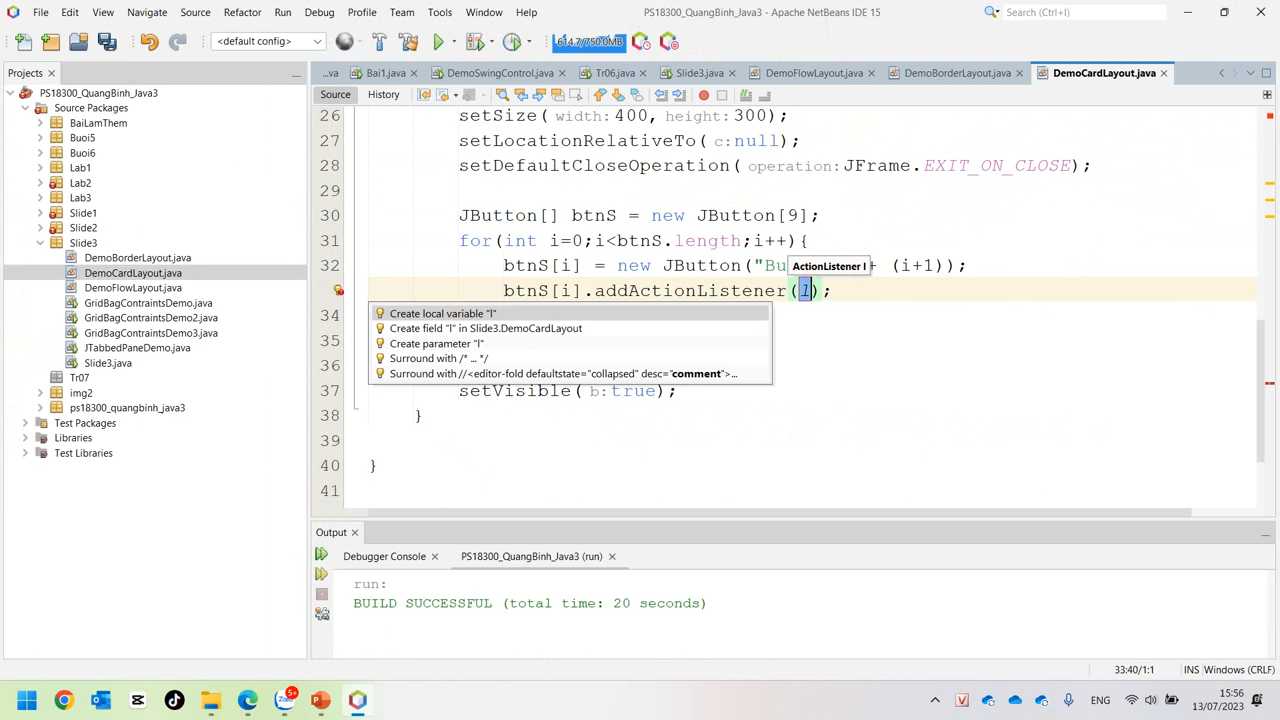 File Edit View Navigate Source Refactor Run Debug Profile Team Tools Window Help PS18300_QuangBinh_Java3 - Apache NetBeans IDE 15 Search (Ctrl+I)
<default config> 614.7/750.0MB
Projects
...va Bai1.java DemoSwingControl.java Tr06.java Slide3.java DemoFlowLayout.java DemoBorderLayout.java DemoCardLayout.java
Source History
PS18300_QuangBinh_Java3
Source Packages
BaiLamThem
Buoi5
Buoi6
Lab1
Lab2
Lab3
Slide1
Slide2
Slide3
DemoBorderLayout.java
DemoCardLayout.java
DemoFlowLayout.java
GridBagContraintsDemo.java
GridBagContraintsDemo2.java
GridBagContraintsDemo3.java
JTabbedPaneDemo.java
Slide3.java
Tr07
img2
ps18300_quangbinh_java3
Test Packages
Libraries
Test Libraries
26 setSize( width: 400, height: 300);
27 setLocationRelativeTo( c: null);
28 setDefaultCloseOperation( operation: JFrame.EXIT_ON_CLOSE);
29
30 JButton[] btnS = new JButton[9];
31 for(int i=0;i<btnS.length;i++){
32 btnS[i] = new JButton("Bu + (i+1));
ActionListener l
btnS[i].addActionListener(l);
Create local variable "l"
34
Create field "l" in Slide3.DemoCardLayout
Create parameter "l"
35
Surround with /* ... */
36
Surround with //<editor-fold defaultstate="collapsed" desc="comment">...
37 setVisible( b: true);
38 }
39
40 }
41
Output
Debugger Console PS18300_QuangBinh_Java3 (run)
run:
BUILD SUCCESSFUL (total time: 20 seconds)
33:40/1:1 INS Windows (CRLF)
5+
Zalo
ENG
15:56
13/07/2023